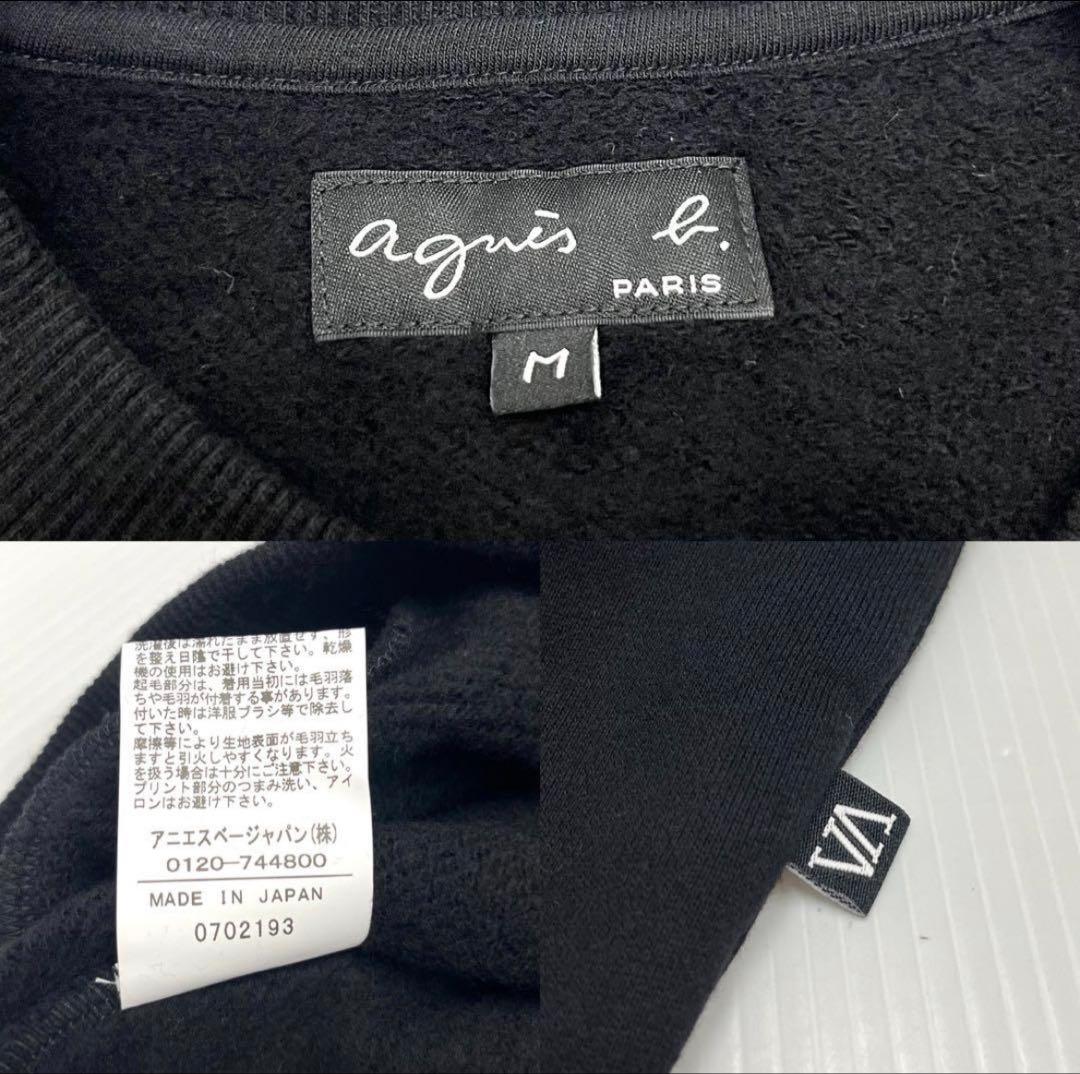 agnès b.
PARIS
M
洗濯後は濡れたまま放置せず、形
を整え日陰で干して下さい。乾燥
機の使用はお避け下さい。
起毛部分は、着用当初には毛羽落
ちや毛羽が付着する事があります。
付いた時は洋服ブラシ等で除去し
て下さい。
摩擦等により生地表面が毛羽立ち
ますと引火しやすくなります。火
を扱う場合は十分にご注意下さい。
プリント部分のつまみ洗い、アイ
ロンはお避け下さい。
アニエスベージャパン(株)
0120-744800
MADE IN JAPAN
0702193